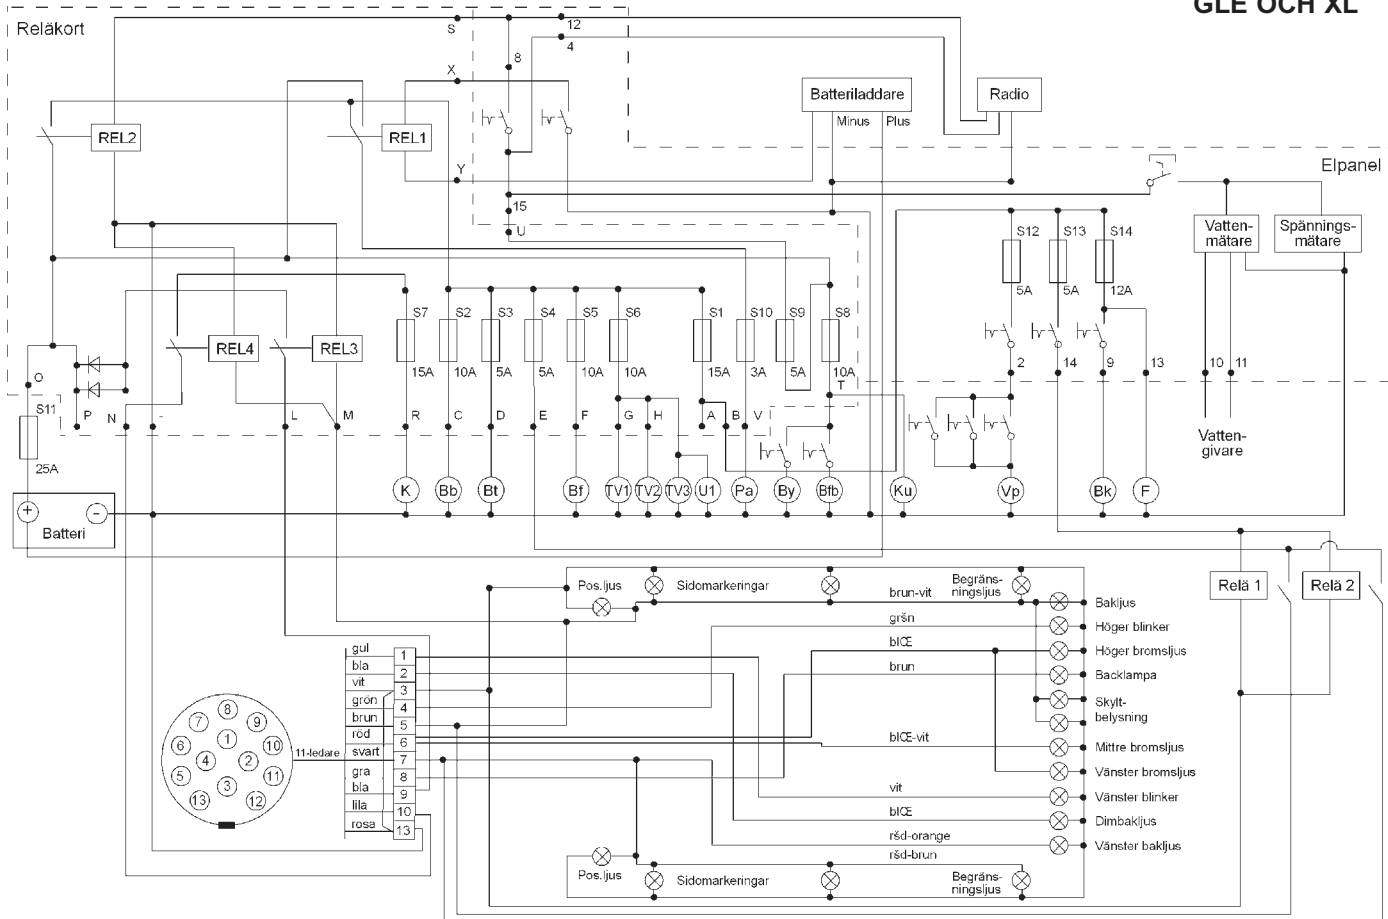 GLE OCH XL
Reläkort
S
12
4
8
X
Batteriladdare
Radio
Minus
Plus
REL2
REL1
Y
Elpanel
15
U
S12
S13
S14
5A
5A
12A
Vatten-
mätare
Spännings-
mätare
S7
S2
S3
S4
S5
S6
S1
S10
S9
S8
REL4
REL3
15A
10A
5A
5A
10A
10A
15A
3A
5A
10A
T
2
14
9
13
10
11
O
S11
25A
P
N
-
L
M
R
C
D
E
F
G
H
A
B
V
Vatten-
givare
K
Bb
Bt
Bf
TV1
TV2
TV3
U1
Pa
By
Bfb
Ku
Vp
Bk
F
+
-
Batteri
Pos.ljus
Sidomarkeringar
Begräns-
ningsljus
Relä 1
Relä 2
brun-vit
Bakljus
gršn
Höger blinker
blŒ
Höger bromsljus
brun
Backlampa
Skylt-
belysning
blŒ-vit
Mittre bromsljus
Vänster bromsljus
vit
Vänster blinker
blŒ
Dimbakljus
ršd-orange
Vänster bakljus
ršd-brun
gul
1
bla
2
vit
3
grön
4
brun
5
röd
6
11-ledare
svart
7
gra
8
bla
9
lila
10
rosa
13
8
7
9
1
6
10
4
2
5
11
3
13
12
Pos.ljus
Sidomarkeringar
Begräns-
ningsljus